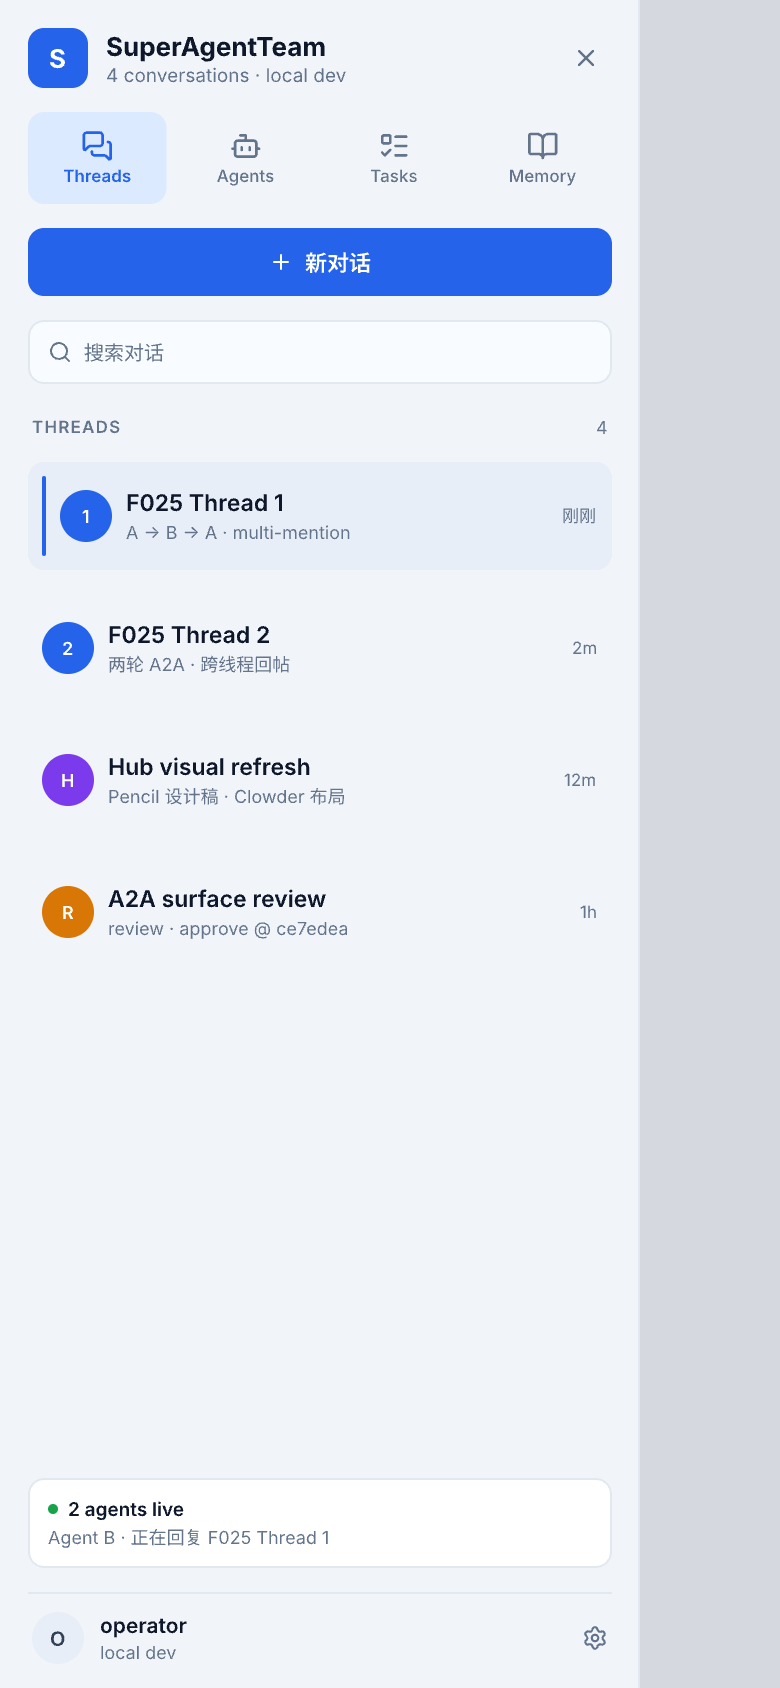 S
SuperAgentTeam
4 conversations · local dev
Threads
Agents
Tasks
Memory
+ 新对话
搜索对话
THREADS
4
1
F025 Thread 1
刚刚
A → B → A · multi-mention
2
F025 Thread 2
2m
两轮 A2A · 跨线程回帖
H
Hub visual refresh
12m
Pencil 设计稿 · Clowder 布局
R
A2A surface review
1h
review · approve @ ce7edea
2 agents live
Agent B · 正在回复 F025 Thread 1
O
operator
local dev